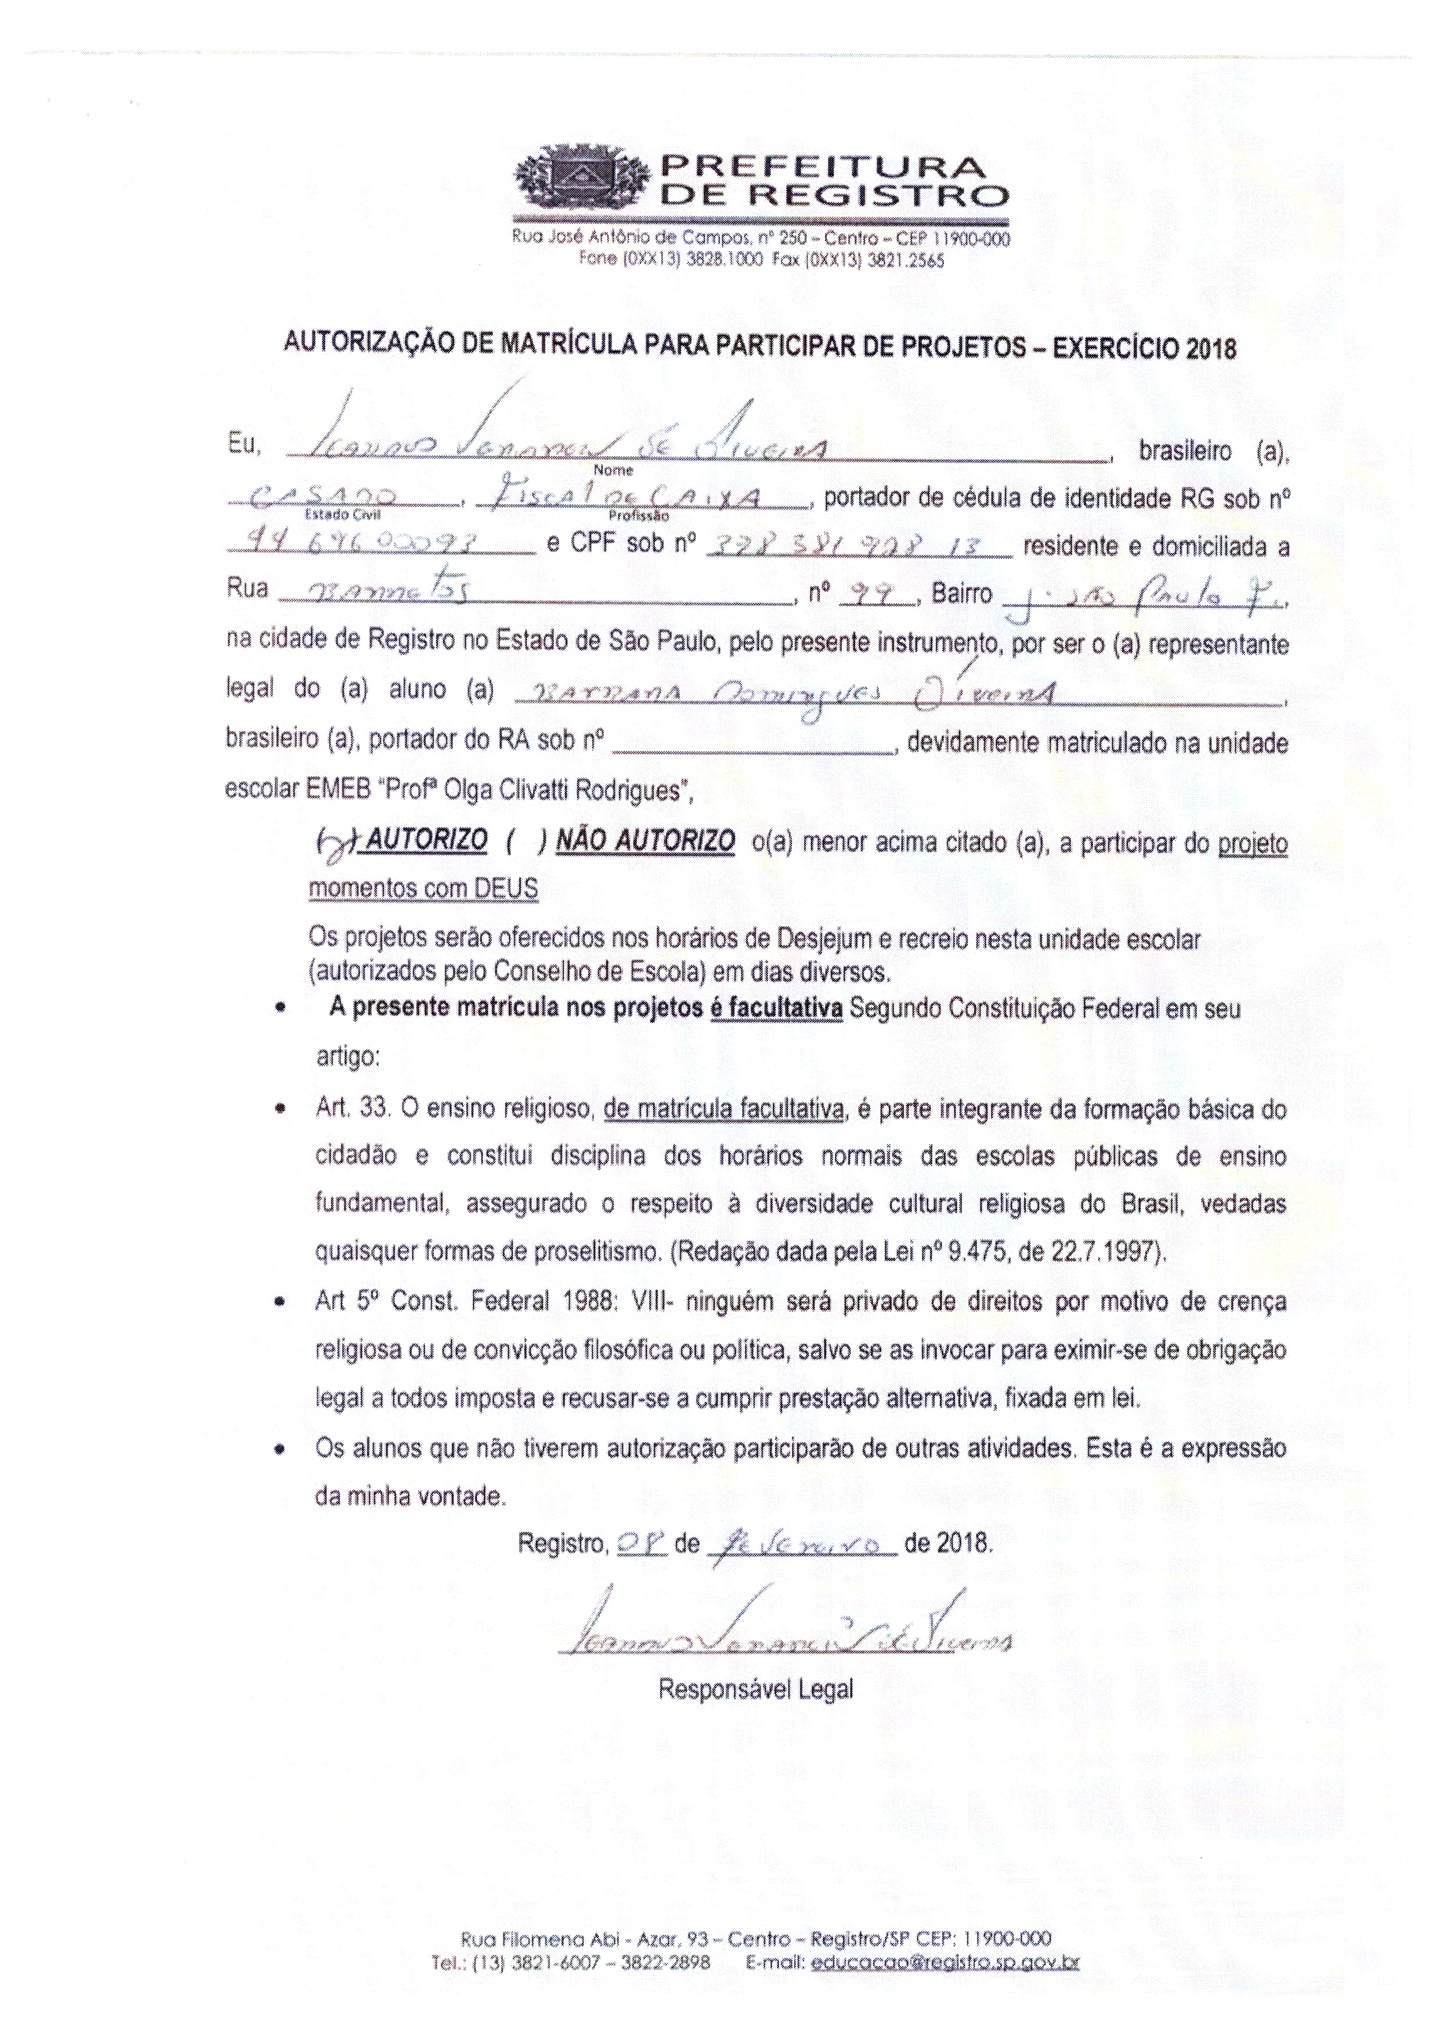 PREFEITURA
DE REGISTRO
Rua José Antônio de Campos, nº 250 – Centro – CEP 11900-000
Fone (0XX13) 3828.1000 Fax (0XX13) 3821.2565
AUTORIZAÇÃO DE MATRÍCULA PARA PARTICIPAR DE PROJETOS – EXERCÍCIO 2018
Eu, DE OLIVEIRA, brasileiro (a),
Nome
CASADO, FISCAL DE CAIXA, portador de cédula de identidade RG sob nº
Estado Civil Profissão
e CPF sob nº residente e domiciliada a
Rua , nº 99, Bairro J. São Paulo,
na cidade de Registro no Estado de São Paulo, pelo presente instrumento, por ser o (a) representante
legal do (a) aluno (a) Domingues Oliveira,
brasileiro (a), portador do RA sob nº , devidamente matriculado na unidade
escolar EMEB “Profª Olga Clivatti Rodrigues”,
(x) AUTORIZO ( ) NÃO AUTORIZO o(a) menor acima citado (a), a participar do projeto
momentos com DEUS
Os projetos serão oferecidos nos horários de Desjejum e recreio nesta unidade escolar
(autorizados pelo Conselho de Escola) em dias diversos.
• A presente matrícula nos projetos é facultativa Segundo Constituição Federal em seu
artigo:
• Art. 33. O ensino religioso, de matrícula facultativa, é parte integrante da formação básica do
cidadão e constitui disciplina dos horários normais das escolas públicas de ensino
fundamental, assegurado o respeito à diversidade cultural religiosa do Brasil, vedadas
quaisquer formas de proselitismo. (Redação dada pela Lei nº 9.475, de 22.7.1997).
• Art 5º Const. Federal 1988: VIII- ninguém será privado de direitos por motivo de crença
religiosa ou de convicção filosófica ou política, salvo se as invocar para eximir-se de obrigação
legal a todos imposta e recusar-se a cumprir prestação alternativa, fixada em lei.
• Os alunos que não tiverem autorização participarão de outras atividades. Esta é a expressão
da minha vontade.
Registro, 08 de fevereiro de 2018.
Responsável Legal
Rua Filomena Abi - Azar, 93 – Centro – Registro/SP CEP: 11900-000
Tel.: (13) 3821-6007 – 3822-2898 E-mail: educacao@registro.sp.gov.br